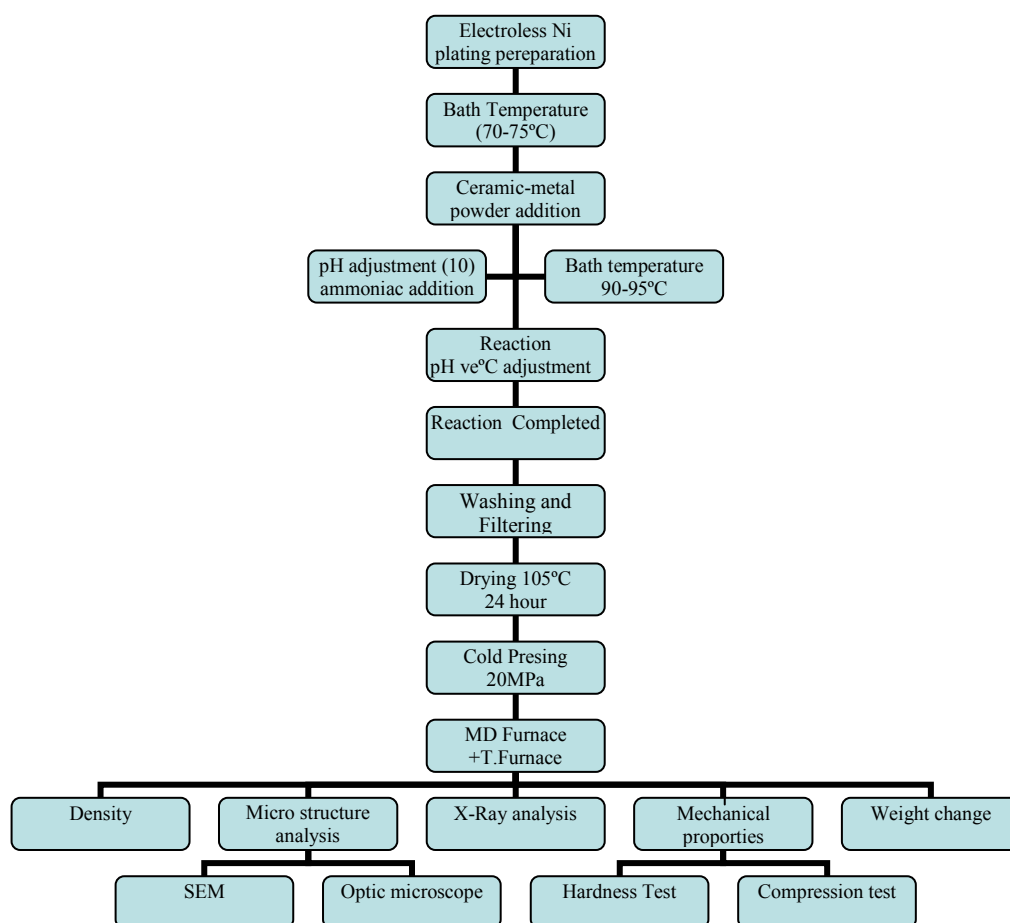 Electroless Ni
plating pereparation
Bath Temperature
(70-75ºC)
Ceramic-metal
powder addition
pH adjustment (10)
ammoniac addition
Bath temperature
90-95ºC
Reaction
pH veºC adjustment
Reaction Completed
Washing and
Filtering
Drying 105ºC
24 hour
Cold Presing
20MPa
MD Furnace
+T.Furnace
Density
Micro structure
analysis
X-Ray analysis
Mechanical
proporties
Weight change
SEM
Optic microscope
Hardness Test
Compression test